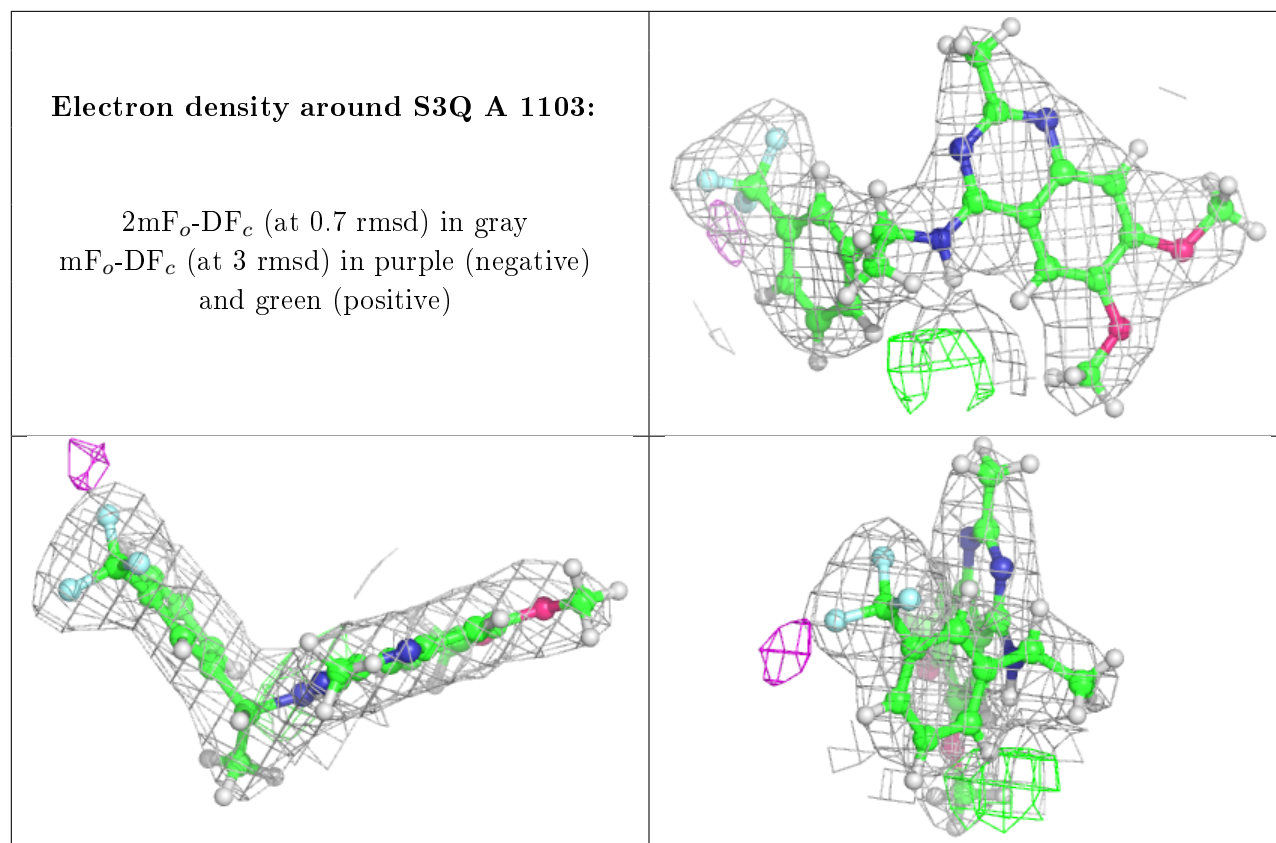 Electron density around S3Q A 1103:
2mFo-DFc (at 0.7 rmsd) in gray
mFo-DFc (at 3 rmsd) in purple (negative)
and green (positive)